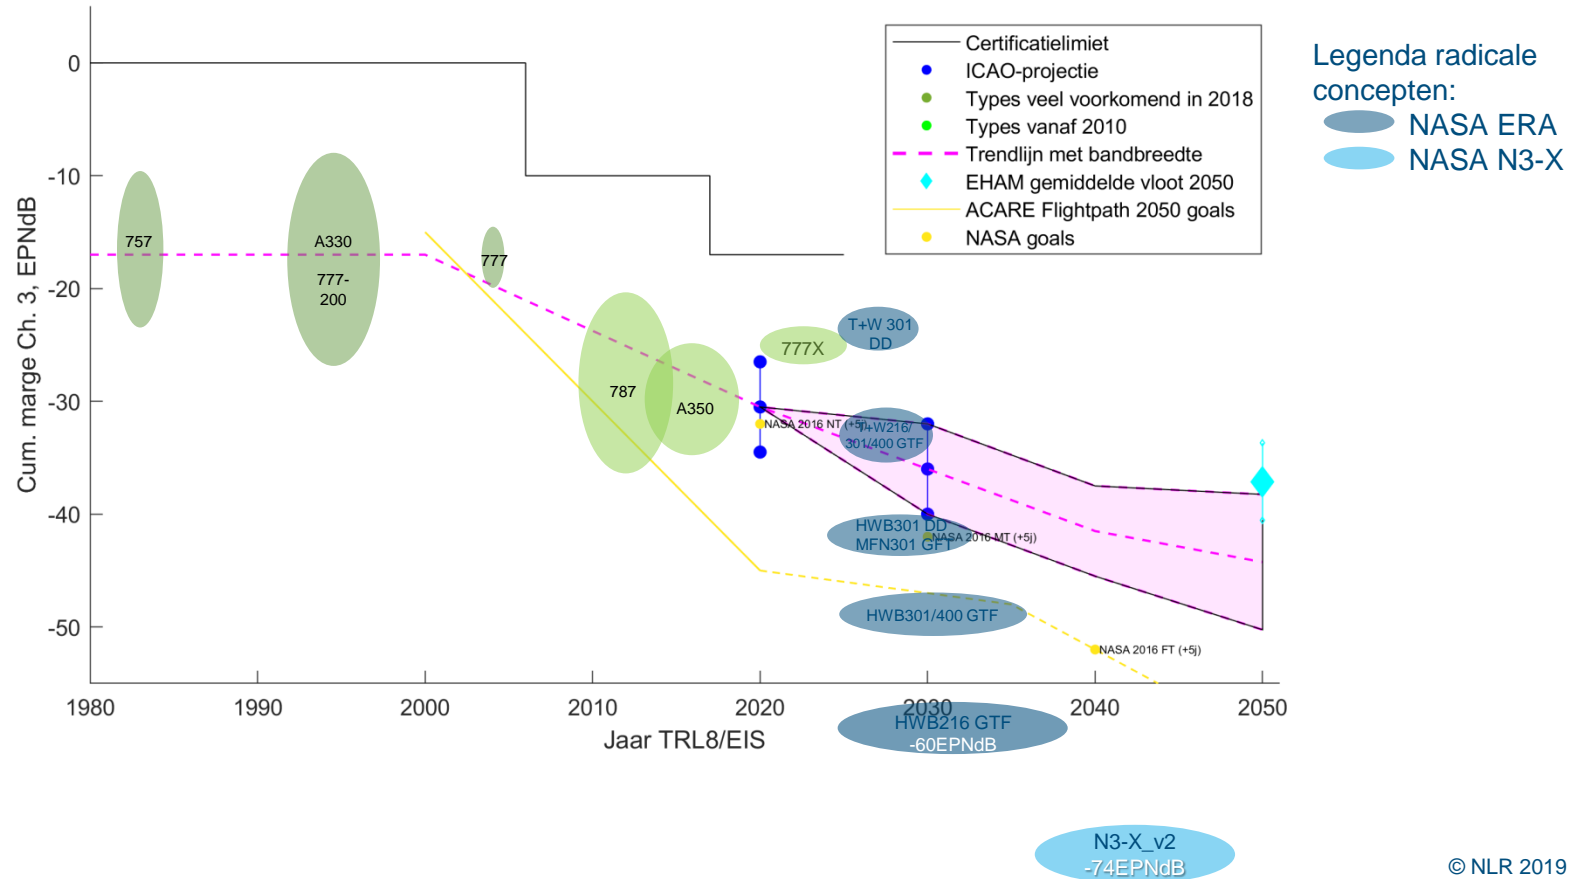 Certificatielimiet
ICAO-projectie
Types veel voorkomend in 2018
Types vanaf 2010
Trendlijn met bandbreedte
EHAM gemiddelde vloot 2050
ACARE Flightpath 2050 goals
NASA goals
Legenda radicale
concepten:
NASA ERA
NASA N3-X
Cum. marge Ch. 3, EPNdB
0
-10
-20
-30
-40
-50
757
A330
777-
200
777
787
A350
777X
T+W 301
DD
NASA 2016 NT (+5j)
T+W216/
301/400 GTF
HWB301 DD
MFN301 GFT
NASA 2016 MT (+5j)
HWB301/400 GTF
NASA 2016 FT (+5j)
1980
1990
2000
2010
2020
2030
2040
2050
Jaar TRL8/EIS
HWB216 GTF
-60EPNdB
N3-X_v2
-74EPNdB
© NLR 2019